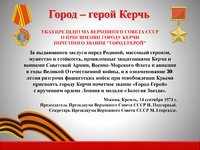 Город – герой Керчь
УКАЗ ПРЕЗИДИУМА ВЕРХОВНОГО СОВЕТА СССР
О ПРИСВОЕНИИ ГОРОДУ КЕРЧИ
ПОЧЕТНОГО ЗВАНИЯ "ГОРОД-ГЕРОЙ"
За выдающиеся заслуги перед Родиной, массовый героизм,
мужество и стойкость, проявленные защитниками Керчи и
воинами Советской Армии, Военно-Морского Флота и авиации
в годы Великой Отечественной войны, и в ознаменование 30-
летия разгрома фашистских войск при освобождении Крыма
присвоить городу Керчи почетное звание «Город-Герой»
с вручением ордена Ленина и медали «Золотая Звезда».
Москва, Кремль, 14 сентября 1973 г.
Председатель Президиума Верховного Совета СССР Н. Подгорный.
Секретарь Президиума Верховного Совета СССР М. Георгадзе.